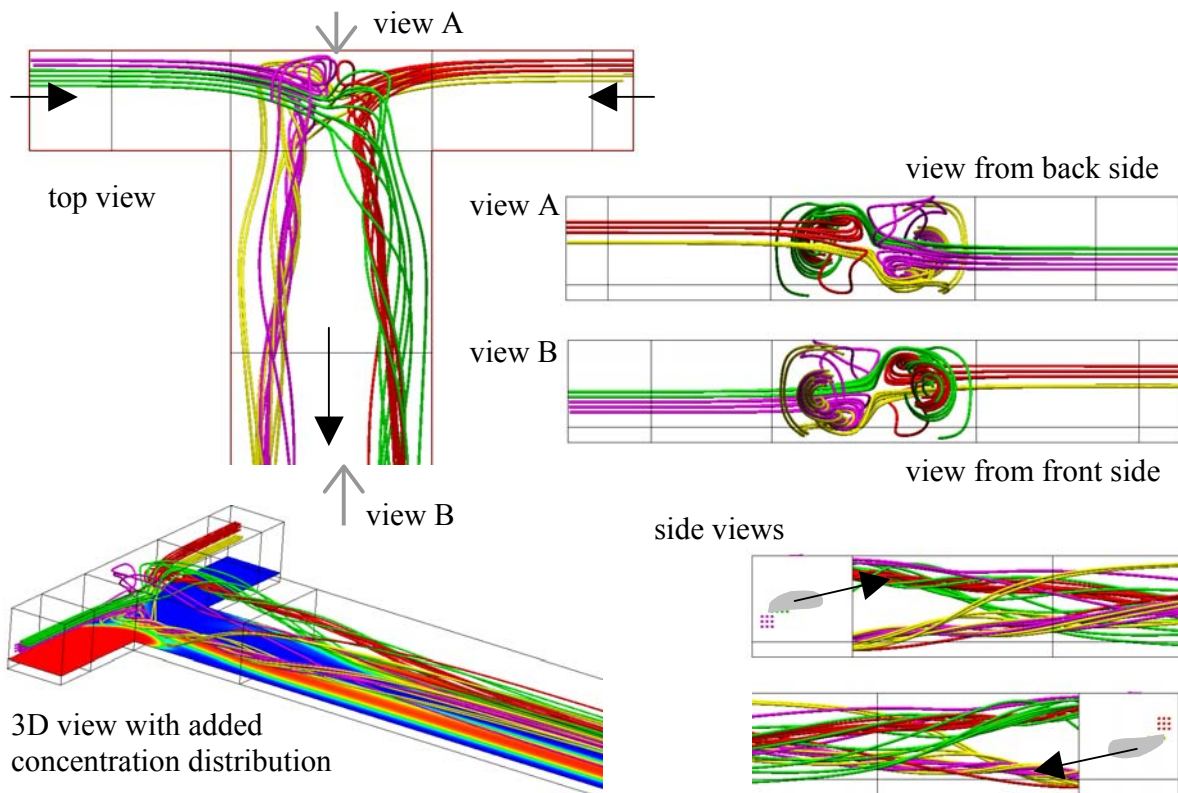 view A
top view
view from back side
view A
view B
view from front side
view B
side views
3D view with added
concentration distribution